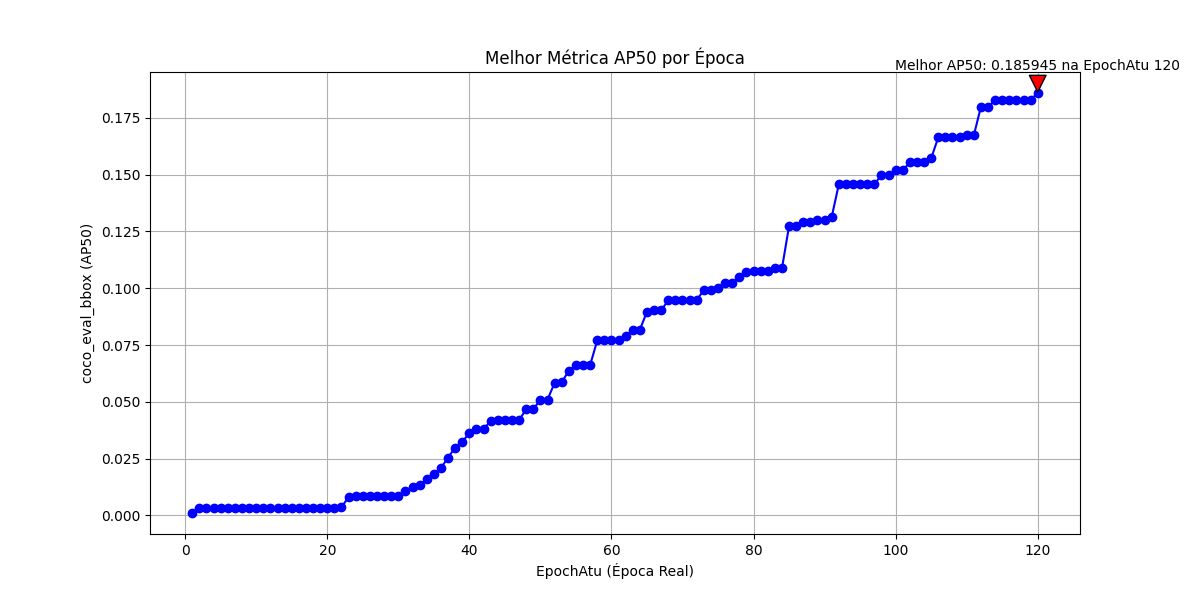 Melhor Métrica AP50 por Época
Melhor AP50: 0.185945 na EpochAtu 120
coco_eval_bbox (AP50)
0.175
0.150
0.125
0.100
0.075
0.050
0.025
0.000
0 20 40 60 80 100 120
EpochAtu (Época Real)